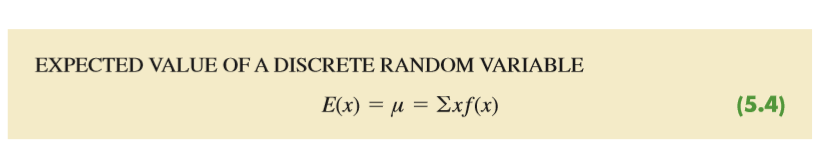 EXPECTED VALUE OF A DISCRETE RANDOM VARIABLE
E(x) = μ = Σxf(x) (5.4)